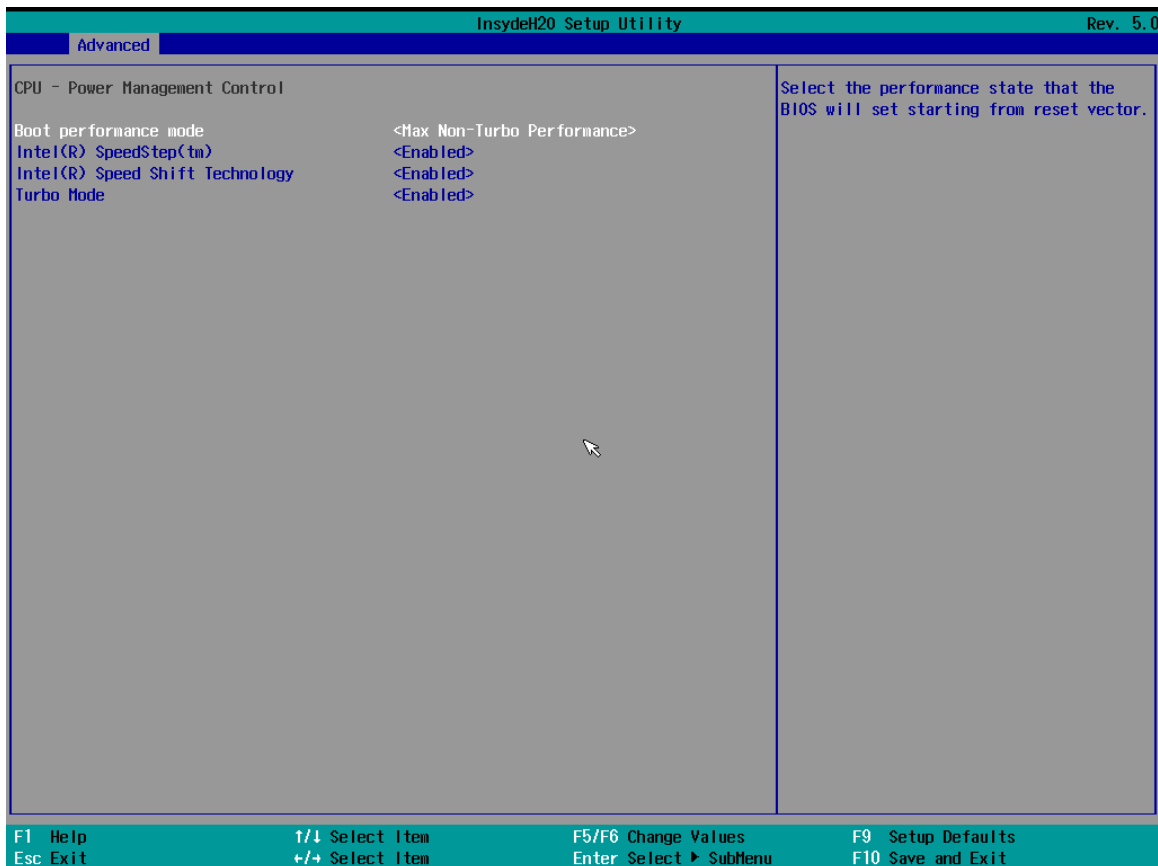 InsydeH20 Setup Utility Rev. 5.0
Advanced
CPU - Power Management Control
Boot performance mode <Max Non-Turbo Performance>
Intel(R) SpeedStep(tm) <Enabled>
Intel(R) Speed Shift Technology <Enabled>
Turbo Mode <Enabled>
Select the performance state that the
BIOS will set starting from reset vector.
F1 Help ↑/↓ Select Item F5/F6 Change Values F9 Setup Defaults
Esc Exit ←/→ Select Item Enter Select ▶ SubMenu F10 Save and Exit